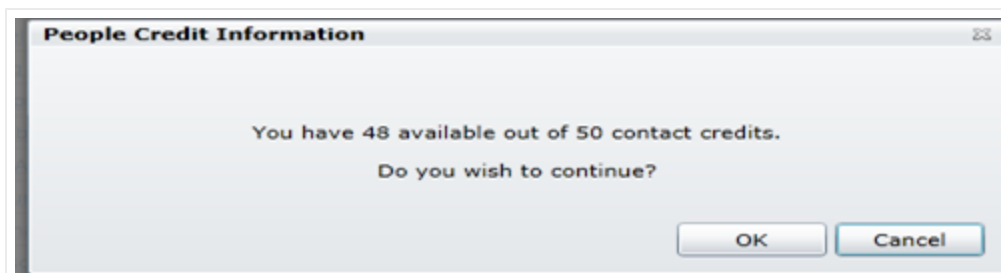 People Credit Information
You have 48 available out of 50 contact credits.
Do you wish to continue?
OK
Cancel